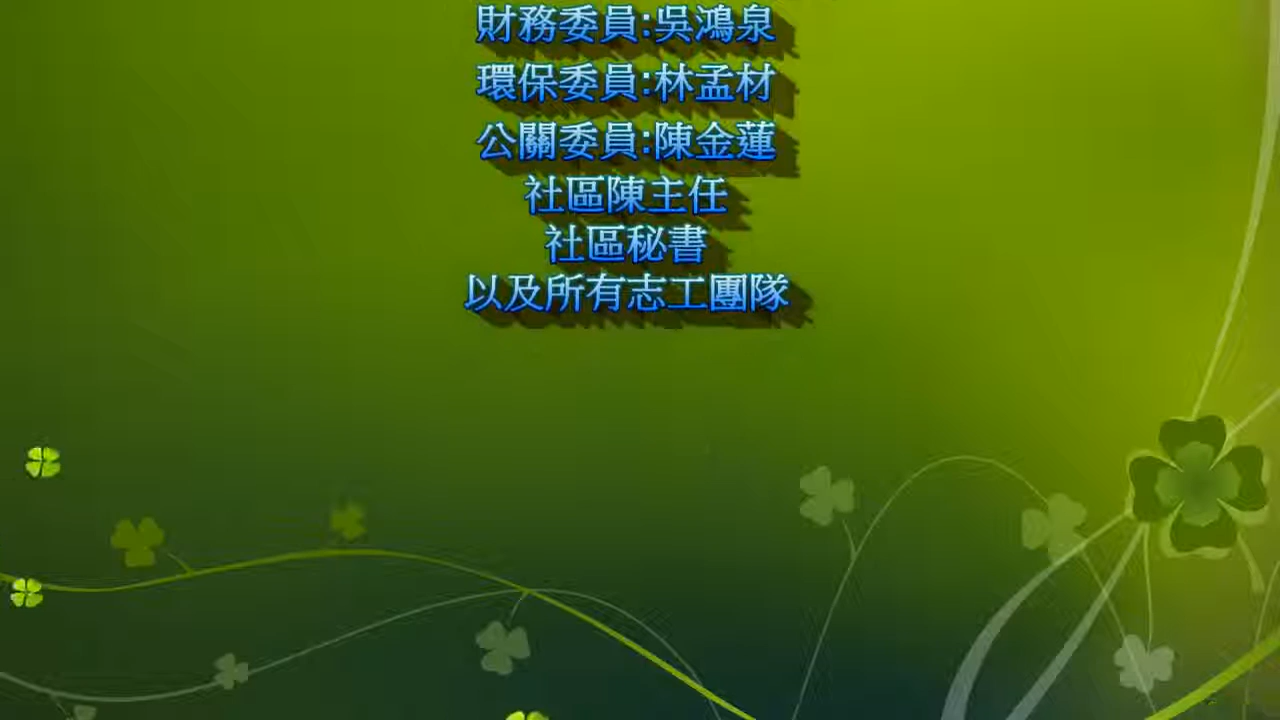 財務委員:吳鴻泉
環保委員:林孟材
公關委員:陳金蓮
社區陳主任
社區秘書
以及所有志工團隊